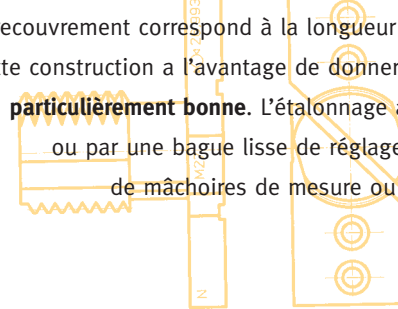 ecouvrement correspond à la longueur
tte construction a l’avantage de donner
particulièrement bonne. L’étalonnage a
ou par une bague lisse de réglage
de mâchoires de mesure ou
N